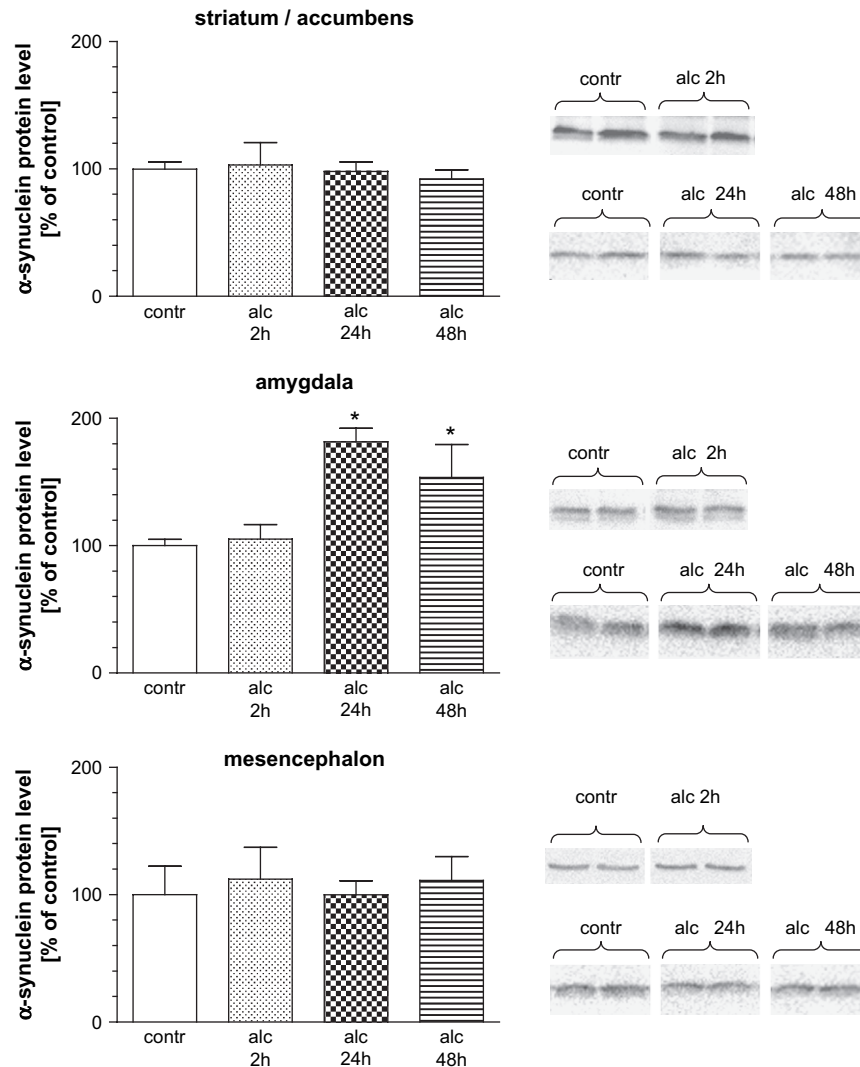 striatum / accumbens
α-synuclein protein level
[% of control]
200
100
0
contr
alc
2h
alc
24h
alc
48h
contr
alc 2h
contr
alc 24h
alc 48h
amygdala
α-synuclein protein level
[% of control]
200
100
0
*
*
contr
alc
2h
alc
24h
alc
48h
contr
alc 2h
contr
alc 24h
alc 48h
mesencephalon
α-synuclein protein level
[% of control]
200
100
0
contr
alc
2h
alc
24h
alc
48h
contr
alc 2h
contr
alc 24h
alc 48h